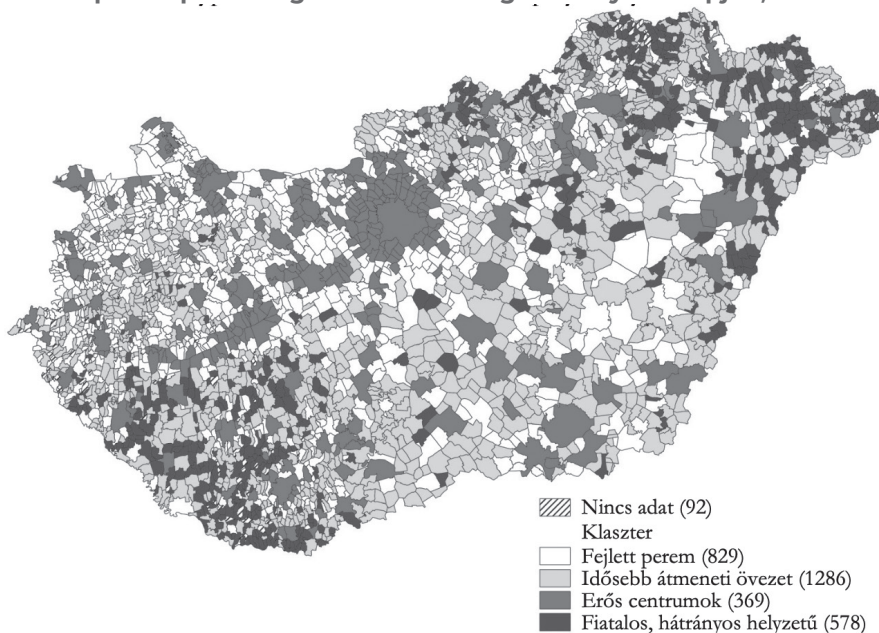 Nincs adat (92)
Klaszter
Fejlett perem (829)
Idősebb átmeneti övezet (1286)
Erős centrumok (369)
Fiatalos, hátrányos helyzetű (578)